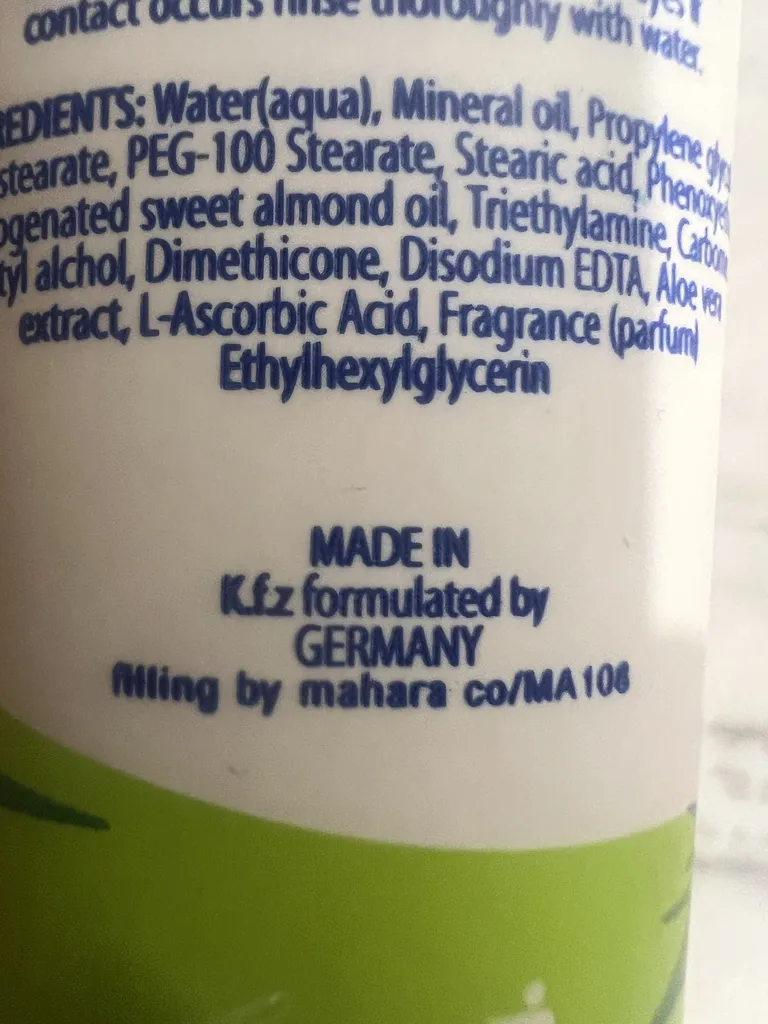 contact occurs rinse thoroughly with water.
REDIENTS: Water(aqua), Mineral oil, Propylene
stearate, PEG-100 Stearate, Stearic acid,
ogenated sweet almond oil, Triethylamine,
tyl alchol, Dimethicone, Disodium EDTA, Aloe vera
extract, L-Ascorbic Acid, Fragrance (parfum)
Ethylhexylglycerin
MADE IN
K.f.z formulated by
GERMANY
filling by mahara co/MA108